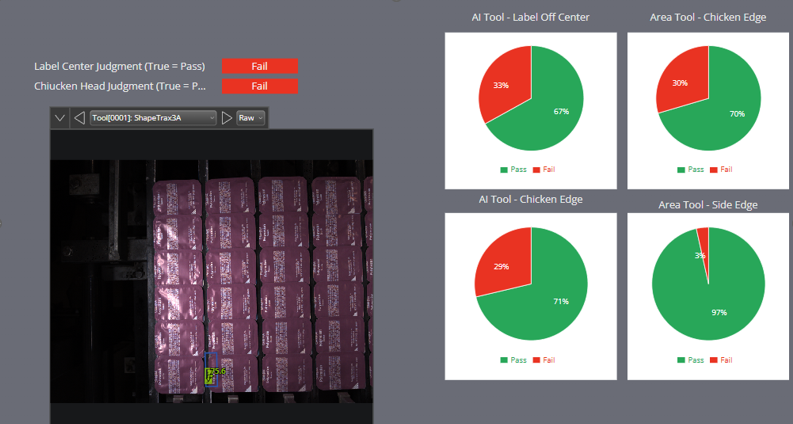 Label Center Judgment (True = Pass)
Fail
Chiucken Head Judgment (True = P...
Fail
Tool[0001]: ShapeTrax3A
Raw
75.6
AI Tool - Label Off Center
33%
67%
Pass
Fail
Area Tool - Chicken Edge
30%
70%
Pass
Fail
AI Tool - Chicken Edge
29%
71%
Pass
Fail
Area Tool - Side Edge
3%
97%
Pass
Fail